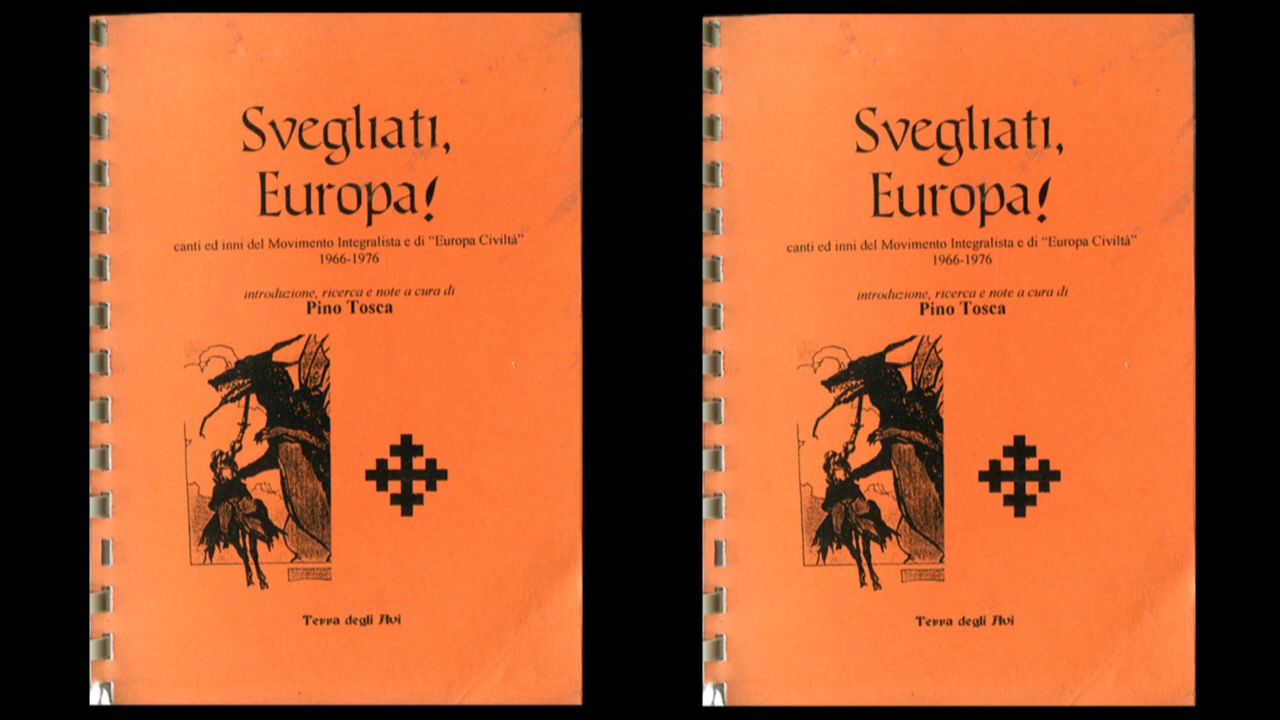 Svegliati,
Europa!
canti ed inni del Movimento Integralista e di “Europa Civiltà”
1966-1976
introduzione, ricerca e note a cura di
Pino Tosca
Terra degli Avi
Svegliati,
Europa!
canti ed inni del Movimento Integralista e di “Europa Civiltà”
1966-1976
introduzione, ricerca e note a cura di
Pino Tosca
Terra degli Avi